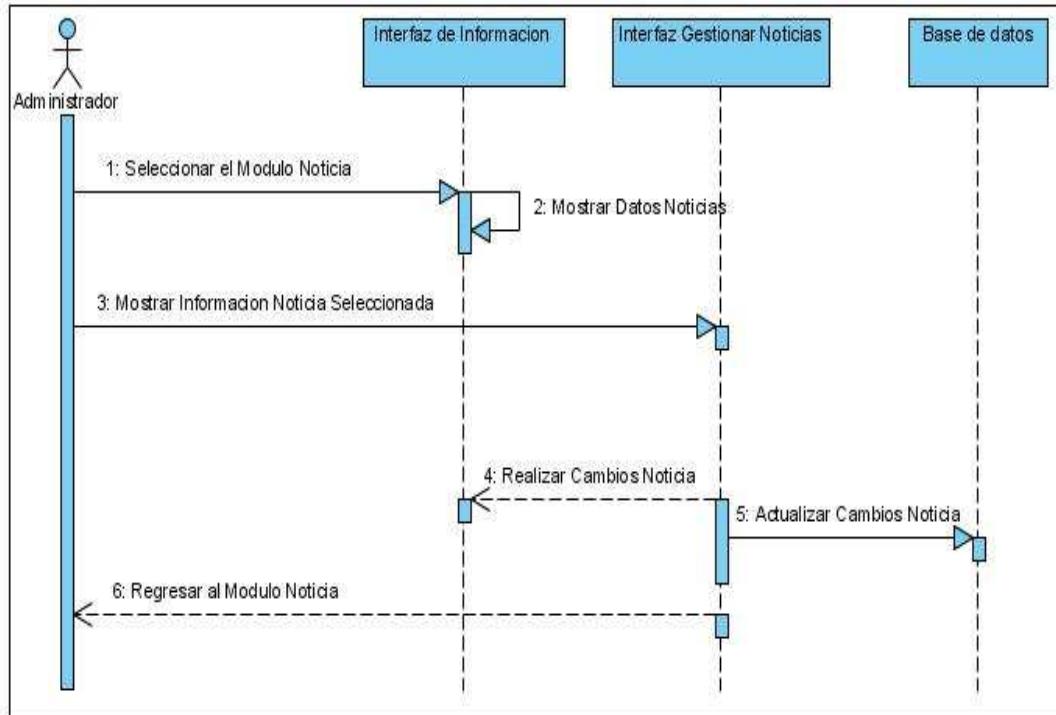 Interfaz de Informacion
Interfaz Gestionar Noticias
Base de datos
Administrador
1: Seleccionar el Modulo Noticia
2: Mostrar Datos Noticias
3: Mostrar Informacion Noticia Seleccionada
4: Realizar Cambios Noticia
5: Actualizar Cambios Noticia
6: Regresar al Modulo Noticia